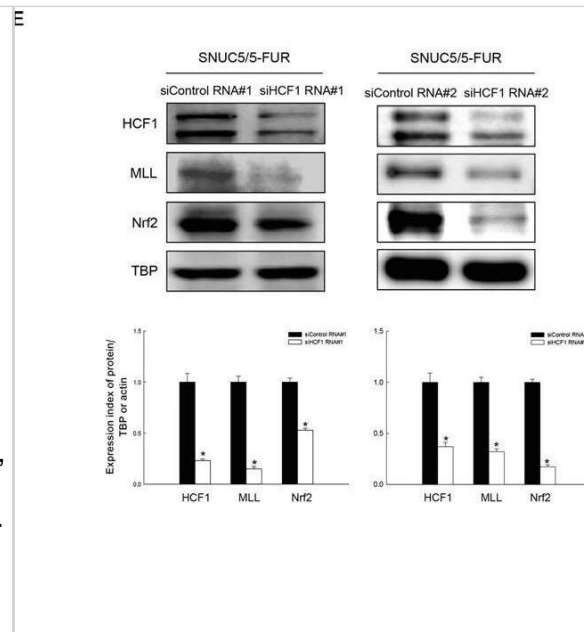 E
SNUC5/5-FUR
siControl RNA#1 siHCF1 RNA#1
HCF1
MLL
Nrf2
TBP
SNUC5/5-FUR
siControl RNA#2 siHCF1 RNA#2
Expression index of protein/
TBP or actin
1.5
1.0
0.5
0.0
siControl RNA#1
siHCF1 RNA#1
* * *
HCF1 MLL Nrf2
1.5
1.0
0.5
0.0
siControl RNA
siHCF1 RNA#
* * *
HCF1 MLL Nrf2
,
.